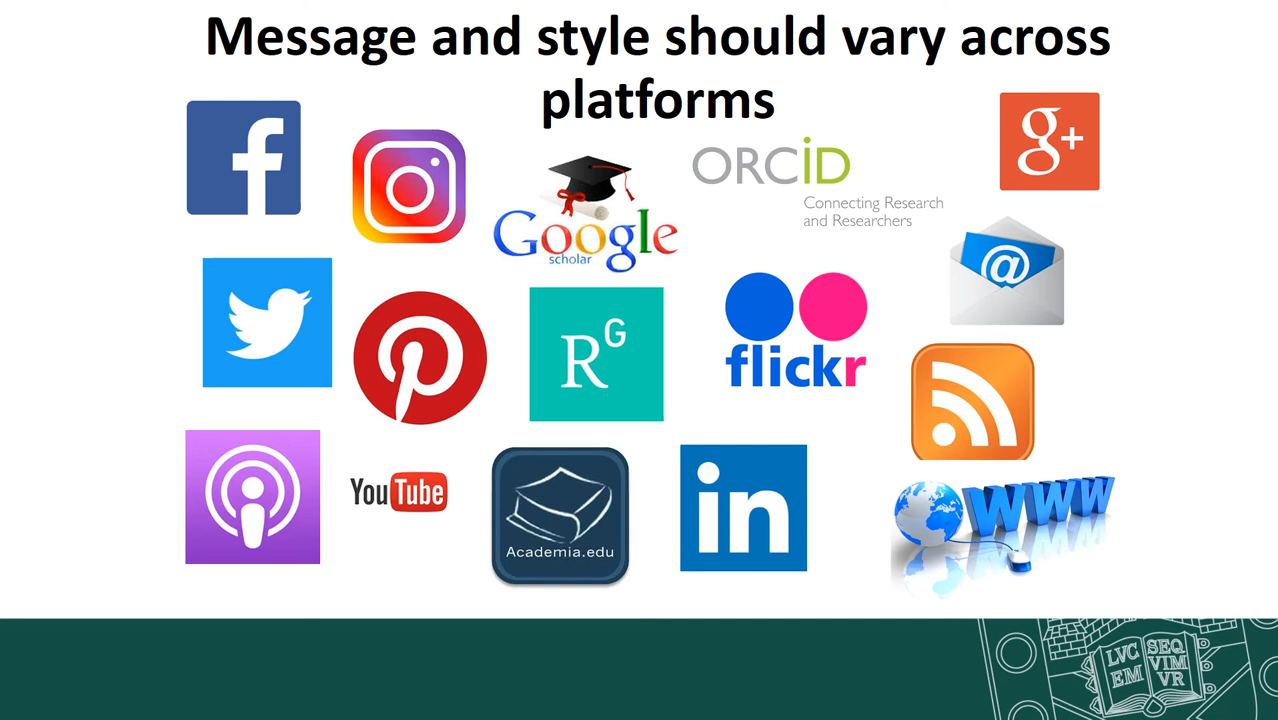 Message and style should vary across
platforms
f
g+
ORCiD
Connecting Research
and Researchers
Google
scholar
@
RG
flickr
YouTube
Academia.edu
in
WWW
LVC
EM
SEQ
VIM
VR